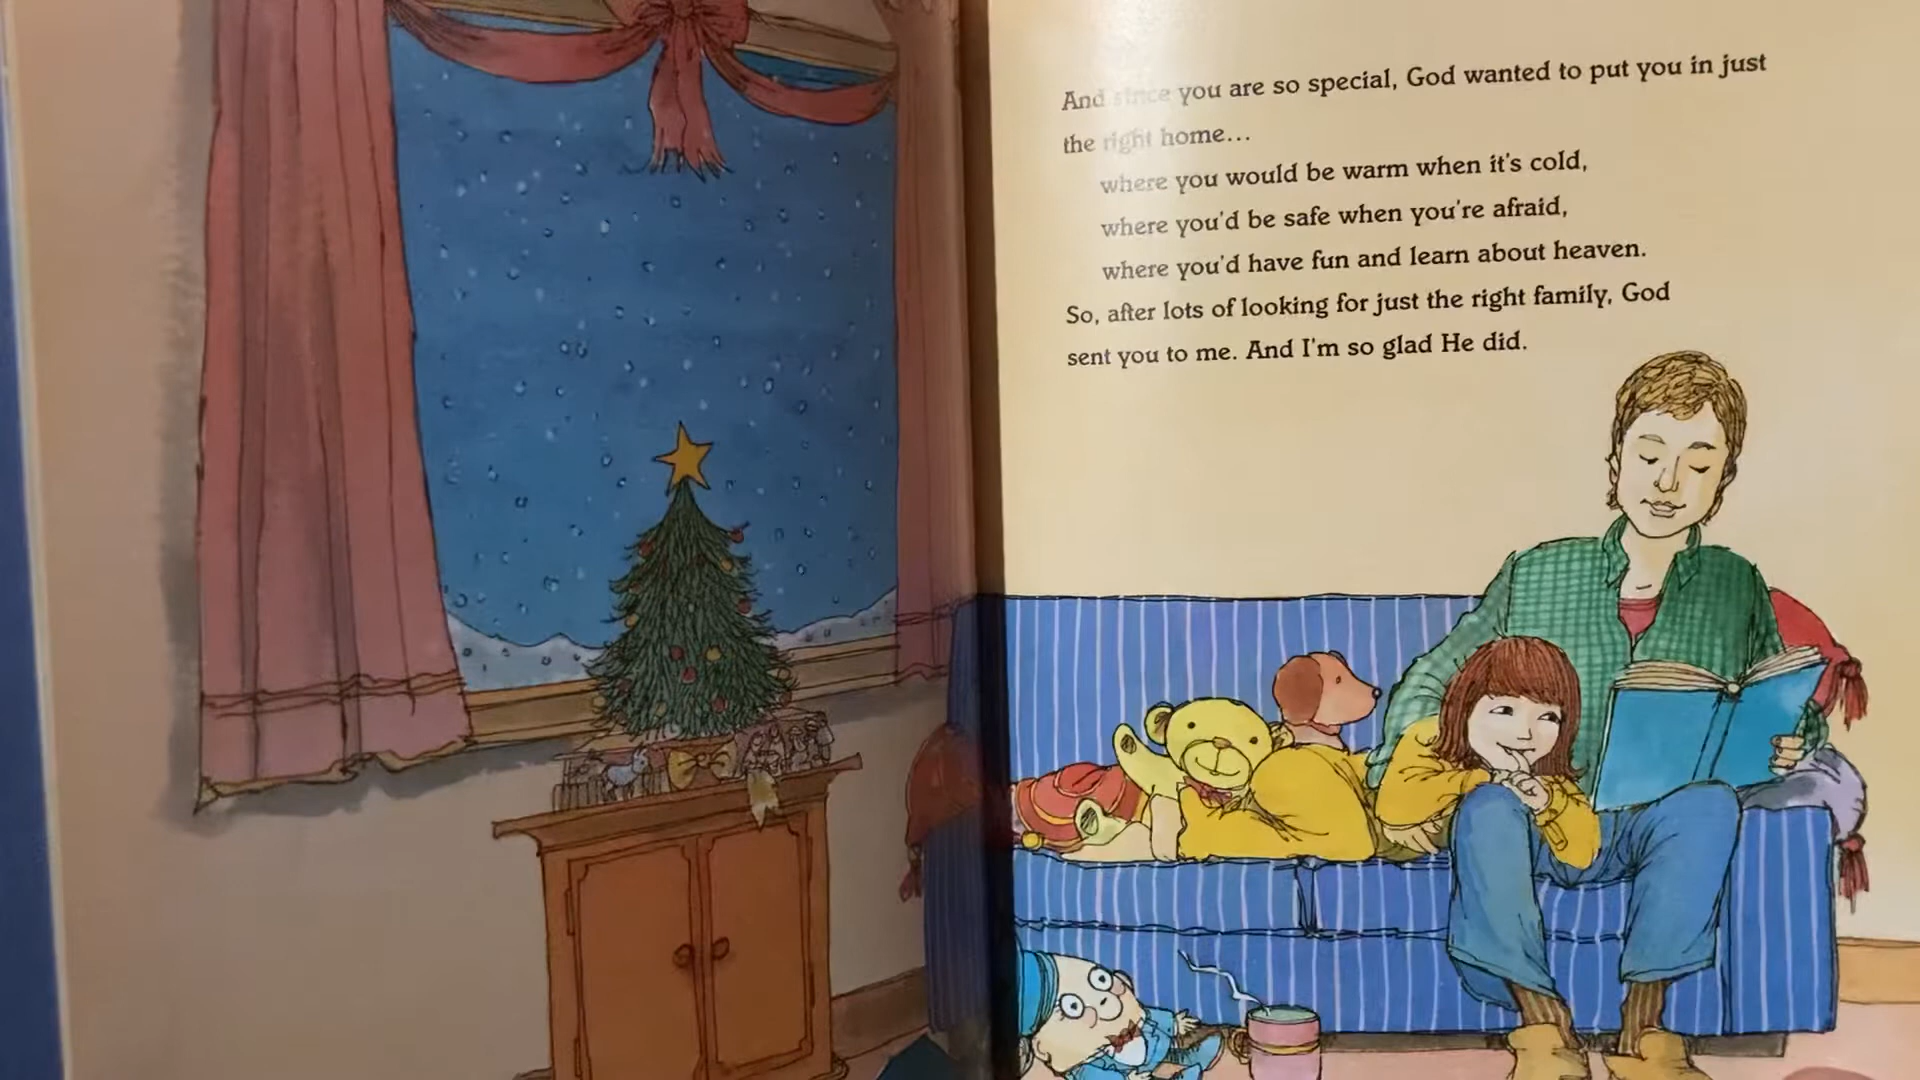 And since you are so special, God wanted to put you in just
the right home...
where you would be warm when it's cold,
where you'd be safe when you're afraid,
where you'd have fun and learn about heaven.
So, after lots of looking for just the right family, God
sent you to me. And I'm so glad He did.